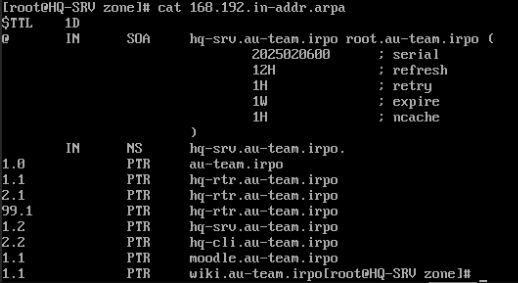 [root@HQ-SRV zone]# cat 168.192.in-addr.arpa
$TTL    1D
@       IN      SOA     hq-srv.au-team.irpo root.au-team.irpo (
                                2025020600      ; serial
                                12H             ; refresh
                                1H              ; retry
                                1W              ; expire
                                1H              ; ncache
                        )
        IN      NS      hq-srv.au-team.irpo.
1.0             PTR     au-team.irpo
1.1             PTR     hq-rtr.au-team.irpo
2.1             PTR     hq-rtr.au-team.irpo
99.1            PTR     hq-rtr.au-team.irpo
1.2             PTR     hq-srv.au-team.irpo
2.2             PTR     hq-cli.au-team.irpo
1.1             PTR     moodle.au-team.irpo
1.1             PTR     wiki.au-team.irpo[root@HQ-SRV zone]#